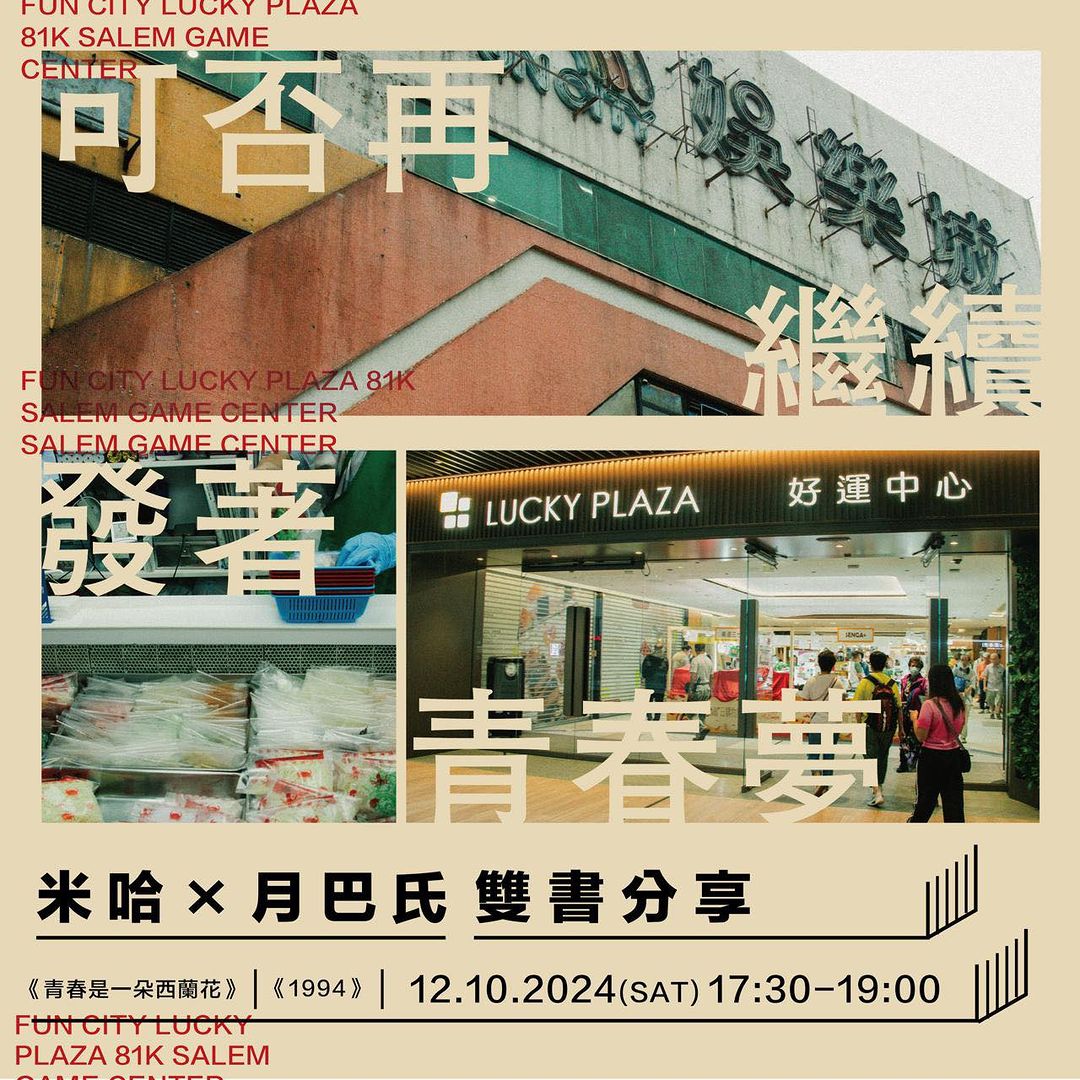 FUN CITY LUCKY PLAZA
81K SALEM GAME
CENTER
可否再
娛樂城
繼續
FUN CITY LUCKY PLAZA 81K
SALEM GAME CENTER
SALEM GAME CENTER
發著
LUCKY PLAZA 好運中心
SENGA+
青春夢
米哈×月巴氏 雙書分享
《青春是一朵西蘭花》|《1994》| 12.10.2024(SAT) 17:30–19:00
FUN CITY LUCKY
PLAZA 81K SALEM
GAME CENTER